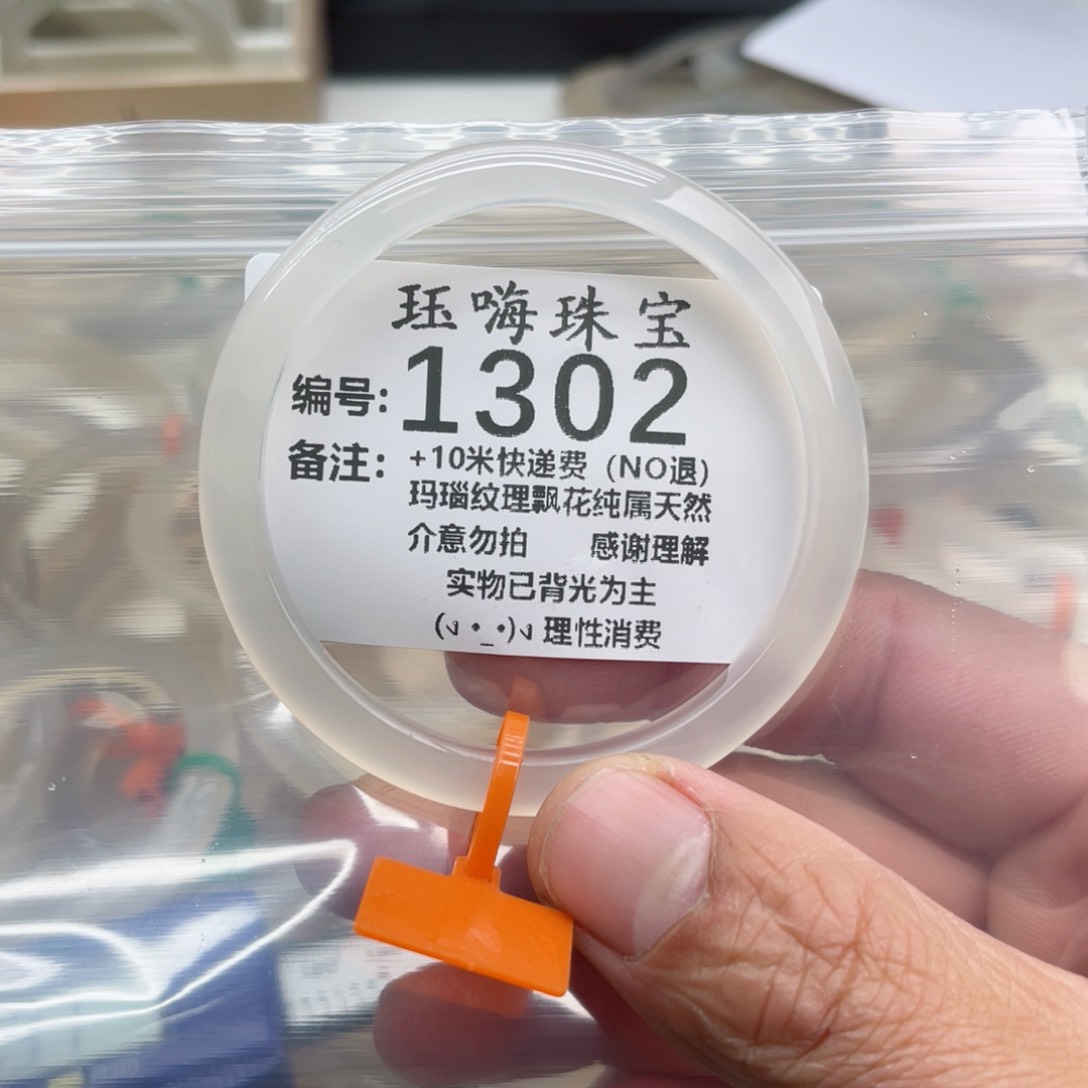 珏嗨珠宝
编号: 1302
备注: +10米快递费 (NO退)
玛瑙纹理飘花纯属天然
介意勿拍 感谢理解
实物已背光为主
(૭ •_•)૭ 理性消费